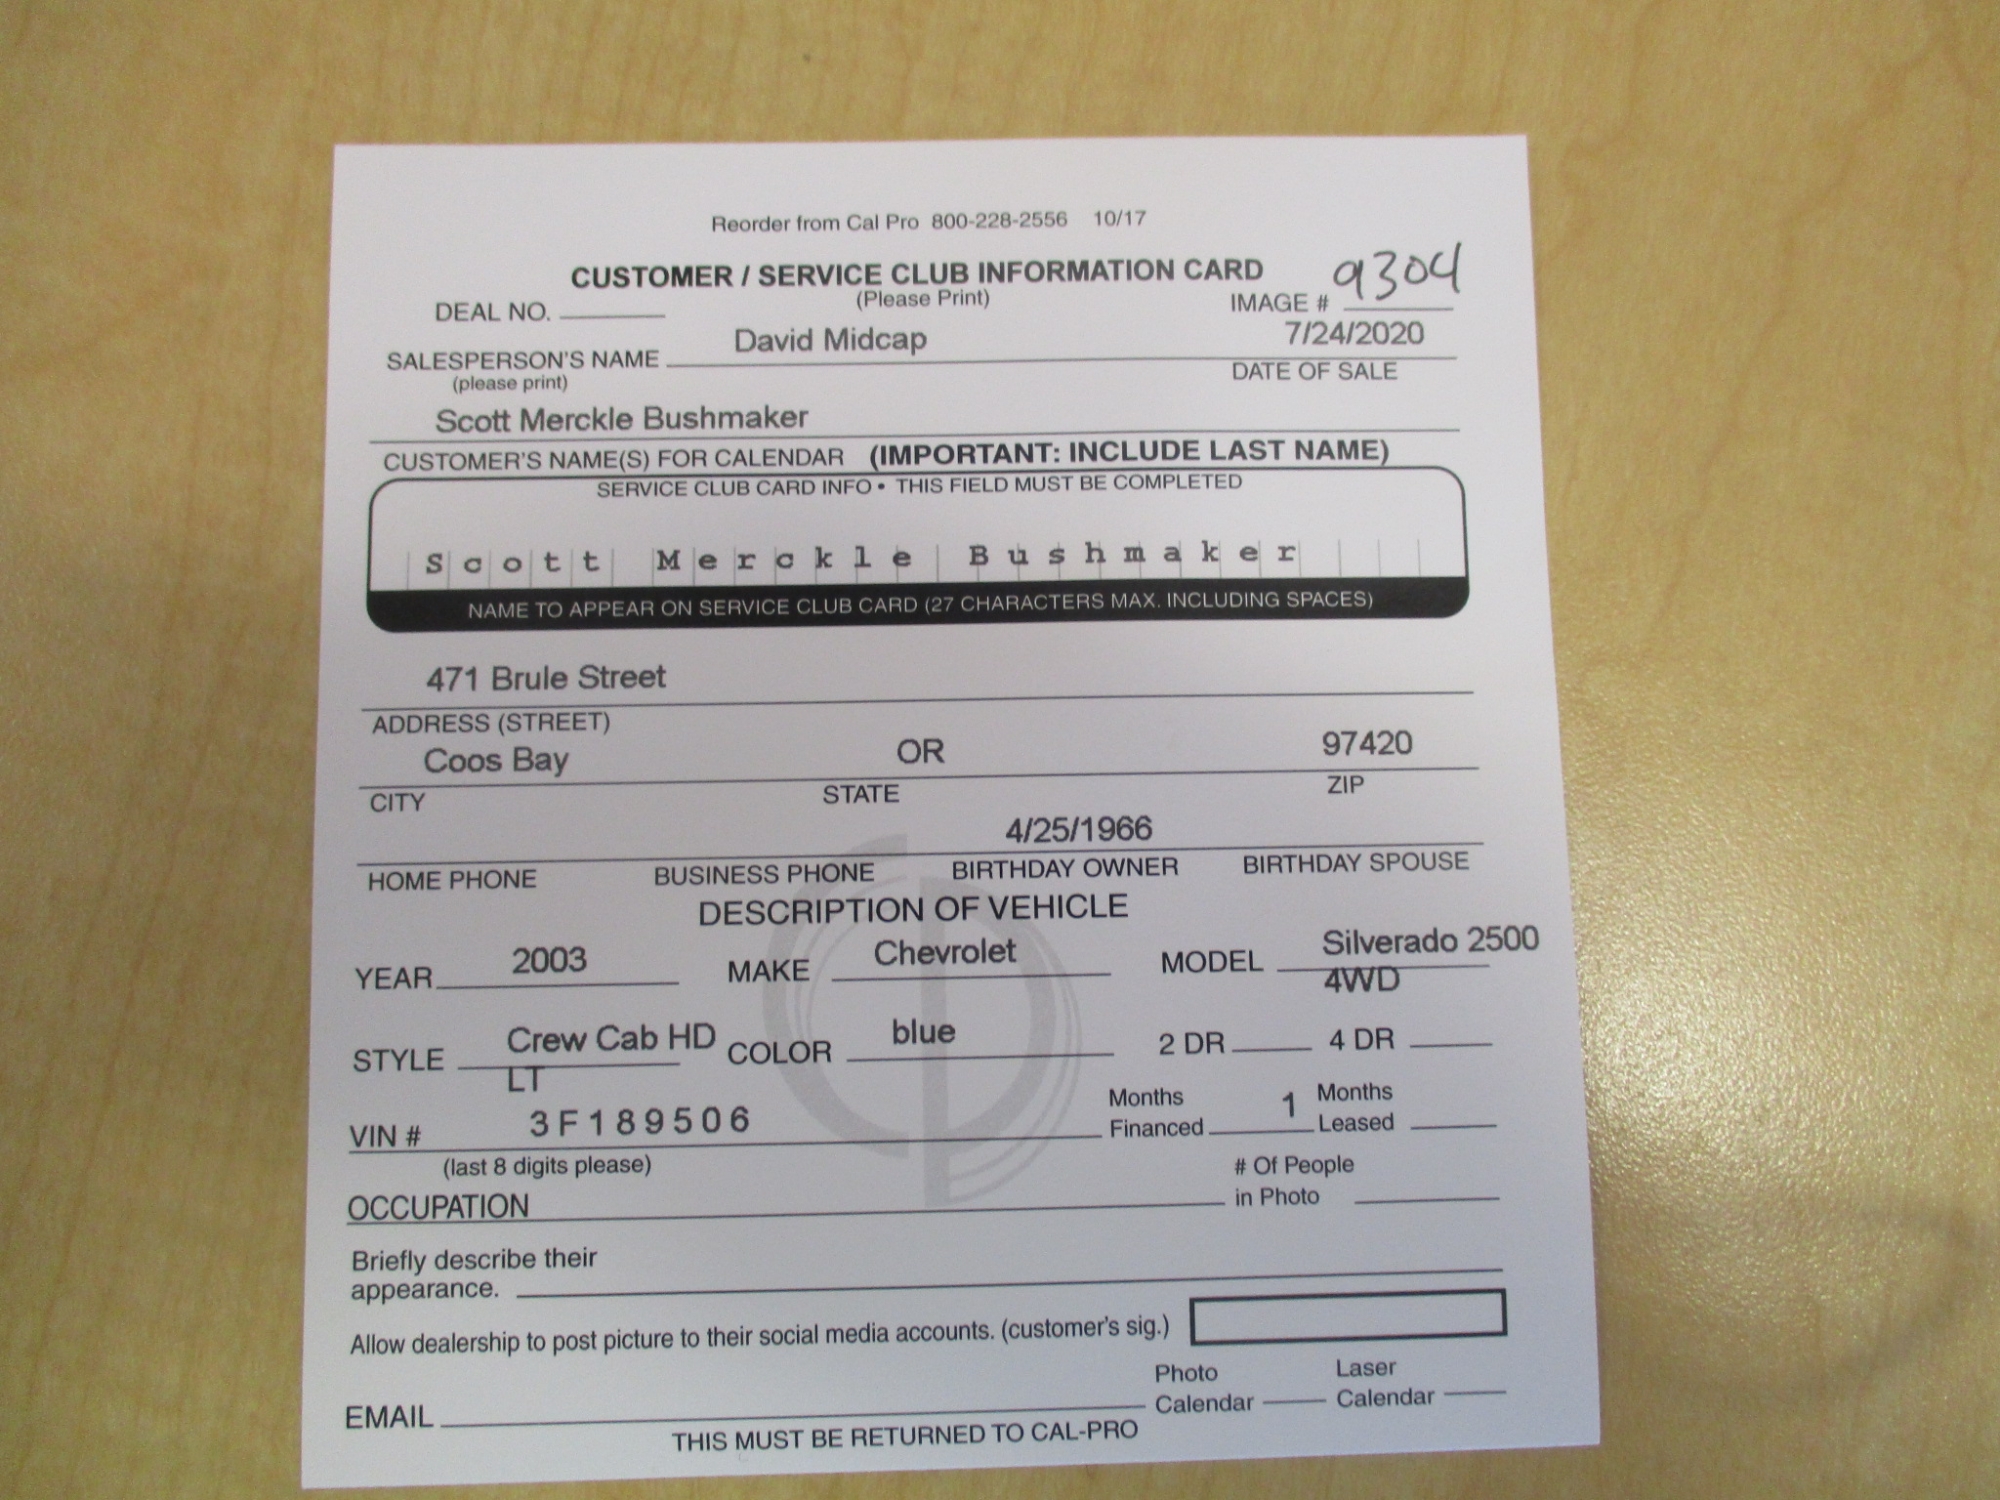 Reorder from Cal Pro 800-228-2556 10/17
CUSTOMER / SERVICE CLUB INFORMATION CARD
(Please Print)
DEAL NO. IMAGE # 9304
SALESPERSON'S NAME David Midcap 7/24/2020
(please print) DATE OF SALE
Scott Merckle Bushmaker
CUSTOMER'S NAME(S) FOR CALENDAR (IMPORTANT: INCLUDE LAST NAME)
SERVICE CLUB CARD INFO • THIS FIELD MUST BE COMPLETED
Scott Merckle Bushmaker
NAME TO APPEAR ON SERVICE CLUB CARD (27 CHARACTERS MAX. INCLUDING SPACES)
471 Brule Street
ADDRESS (STREET)
Coos Bay OR 97420
CITY STATE ZIP
4/25/1966
HOME PHONE BUSINESS PHONE BIRTHDAY OWNER BIRTHDAY SPOUSE
DESCRIPTION OF VEHICLE
YEAR 2003 MAKE Chevrolet MODEL Silverado 2500
4WD
STYLE Crew Cab HD COLOR blue 2 DR 4 DR
LT
VIN # 3F189506 Months Financed 1 Months Leased
(last 8 digits please)
OCCUPATION # Of People in Photo
Briefly describe their
appearance.
Allow dealership to post picture to their social media accounts. (customer's sig.)
EMAIL Photo Calendar Laser Calendar
THIS MUST BE RETURNED TO CAL-PRO